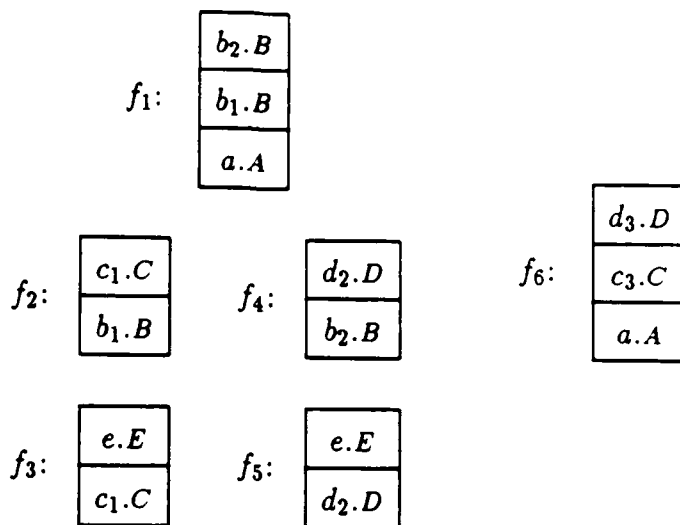 f₁:
b₂.B
b₁.B
a.A
f₂:
c₁.C
b₁.B
f₄:
d₂.D
b₂.B
f₆:
d₃.D
c₃.C
a.A
f₃:
e.E
c₁.C
f₅:
e.E
d₂.D